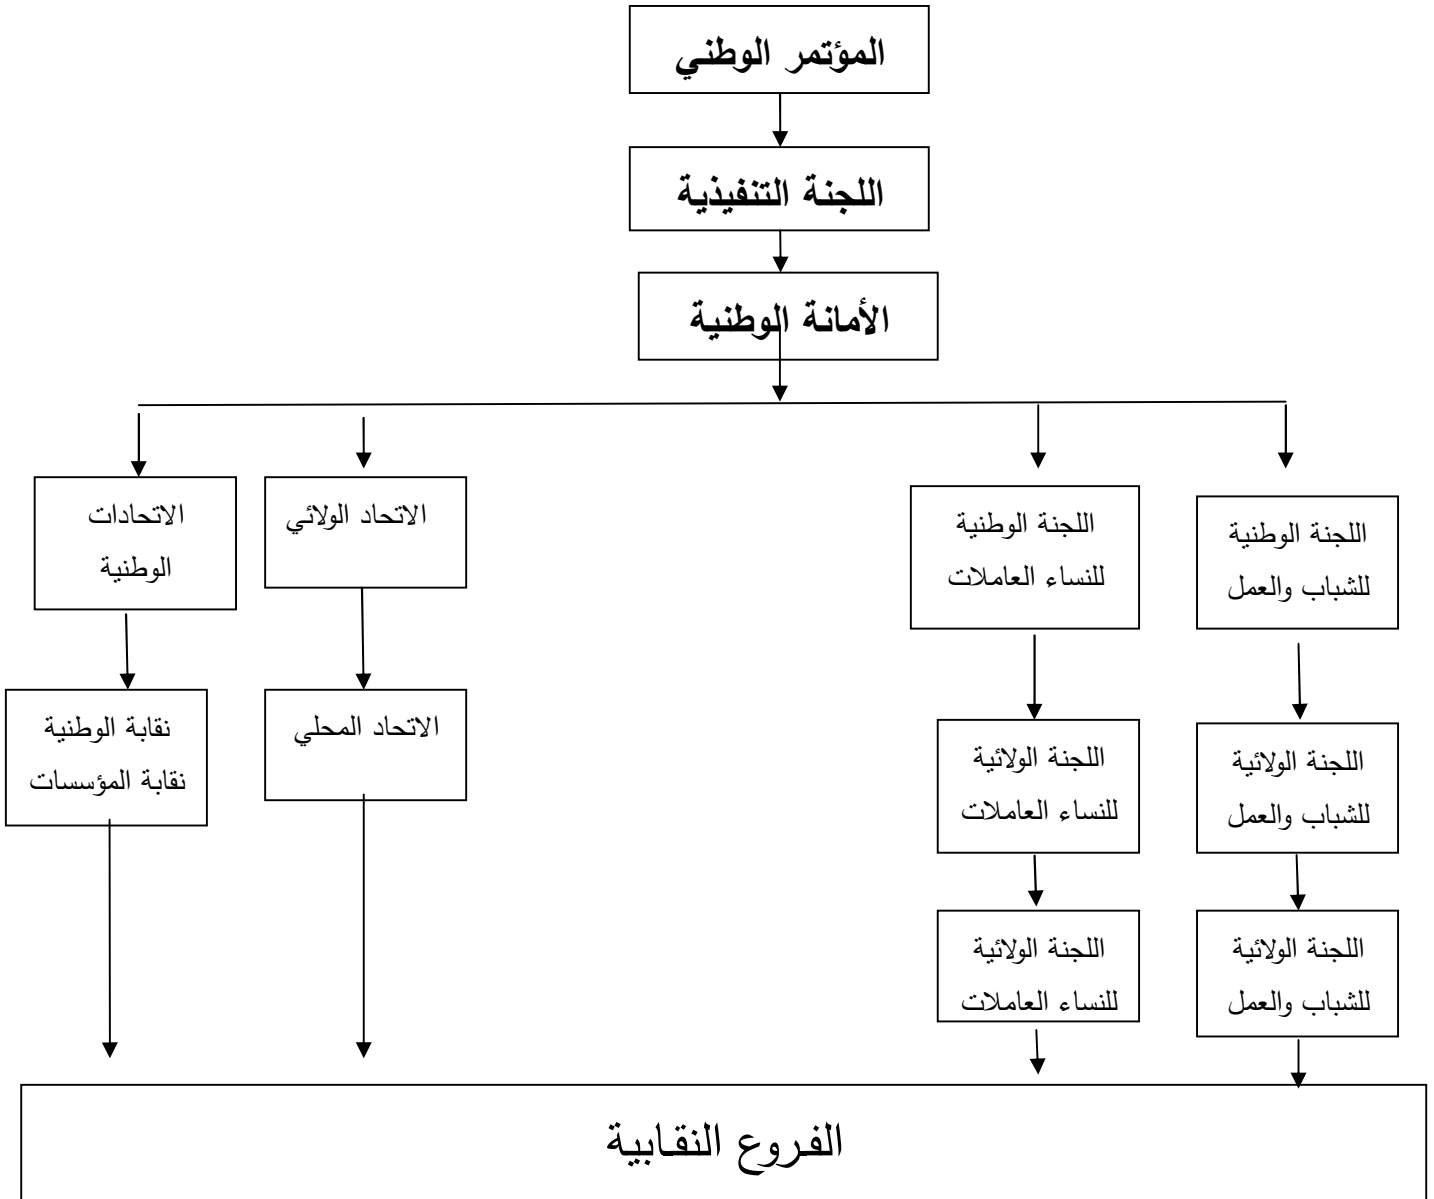 المؤتمر الوطني
اللجنة التنفيذية
الأمانة الوطنية
اللجنة الوطنية
للشباب والعمل
اللجنة الوطنية
للنساء العاملات
الاتحاد الولائي
الاتحادات
الوطنية
اللجنة الولائية
للشباب والعمل
اللجنة الولائية
للنساء العاملات
الاتحاد المحلي
نقابة الوطنية
نقابة المؤسسات
اللجنة الولائية
للشباب والعمل
اللجنة الولائية
للنساء العاملات
الفروع النقابية